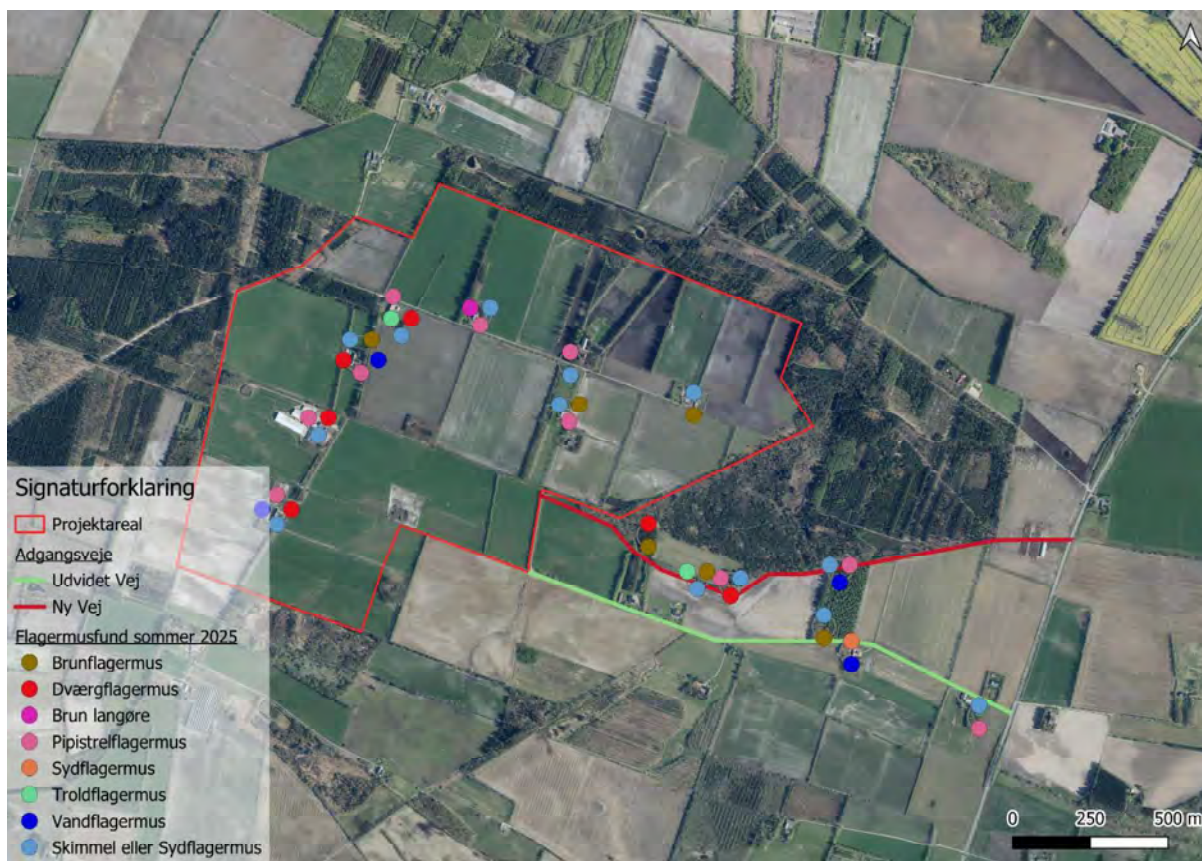 Signaturforklaring
Projektareal
Adgangsveje
Udvidet Vej
Ny Vej
Flagermusfund sommer 2025
Brunflagermus
Dværgflagermus
Brun langøre
Pipistrelflagermus
Sydflagermus
Troldflagermus
Vandflagermus
Skimmel eller Sydflagermus
0 250 500 m